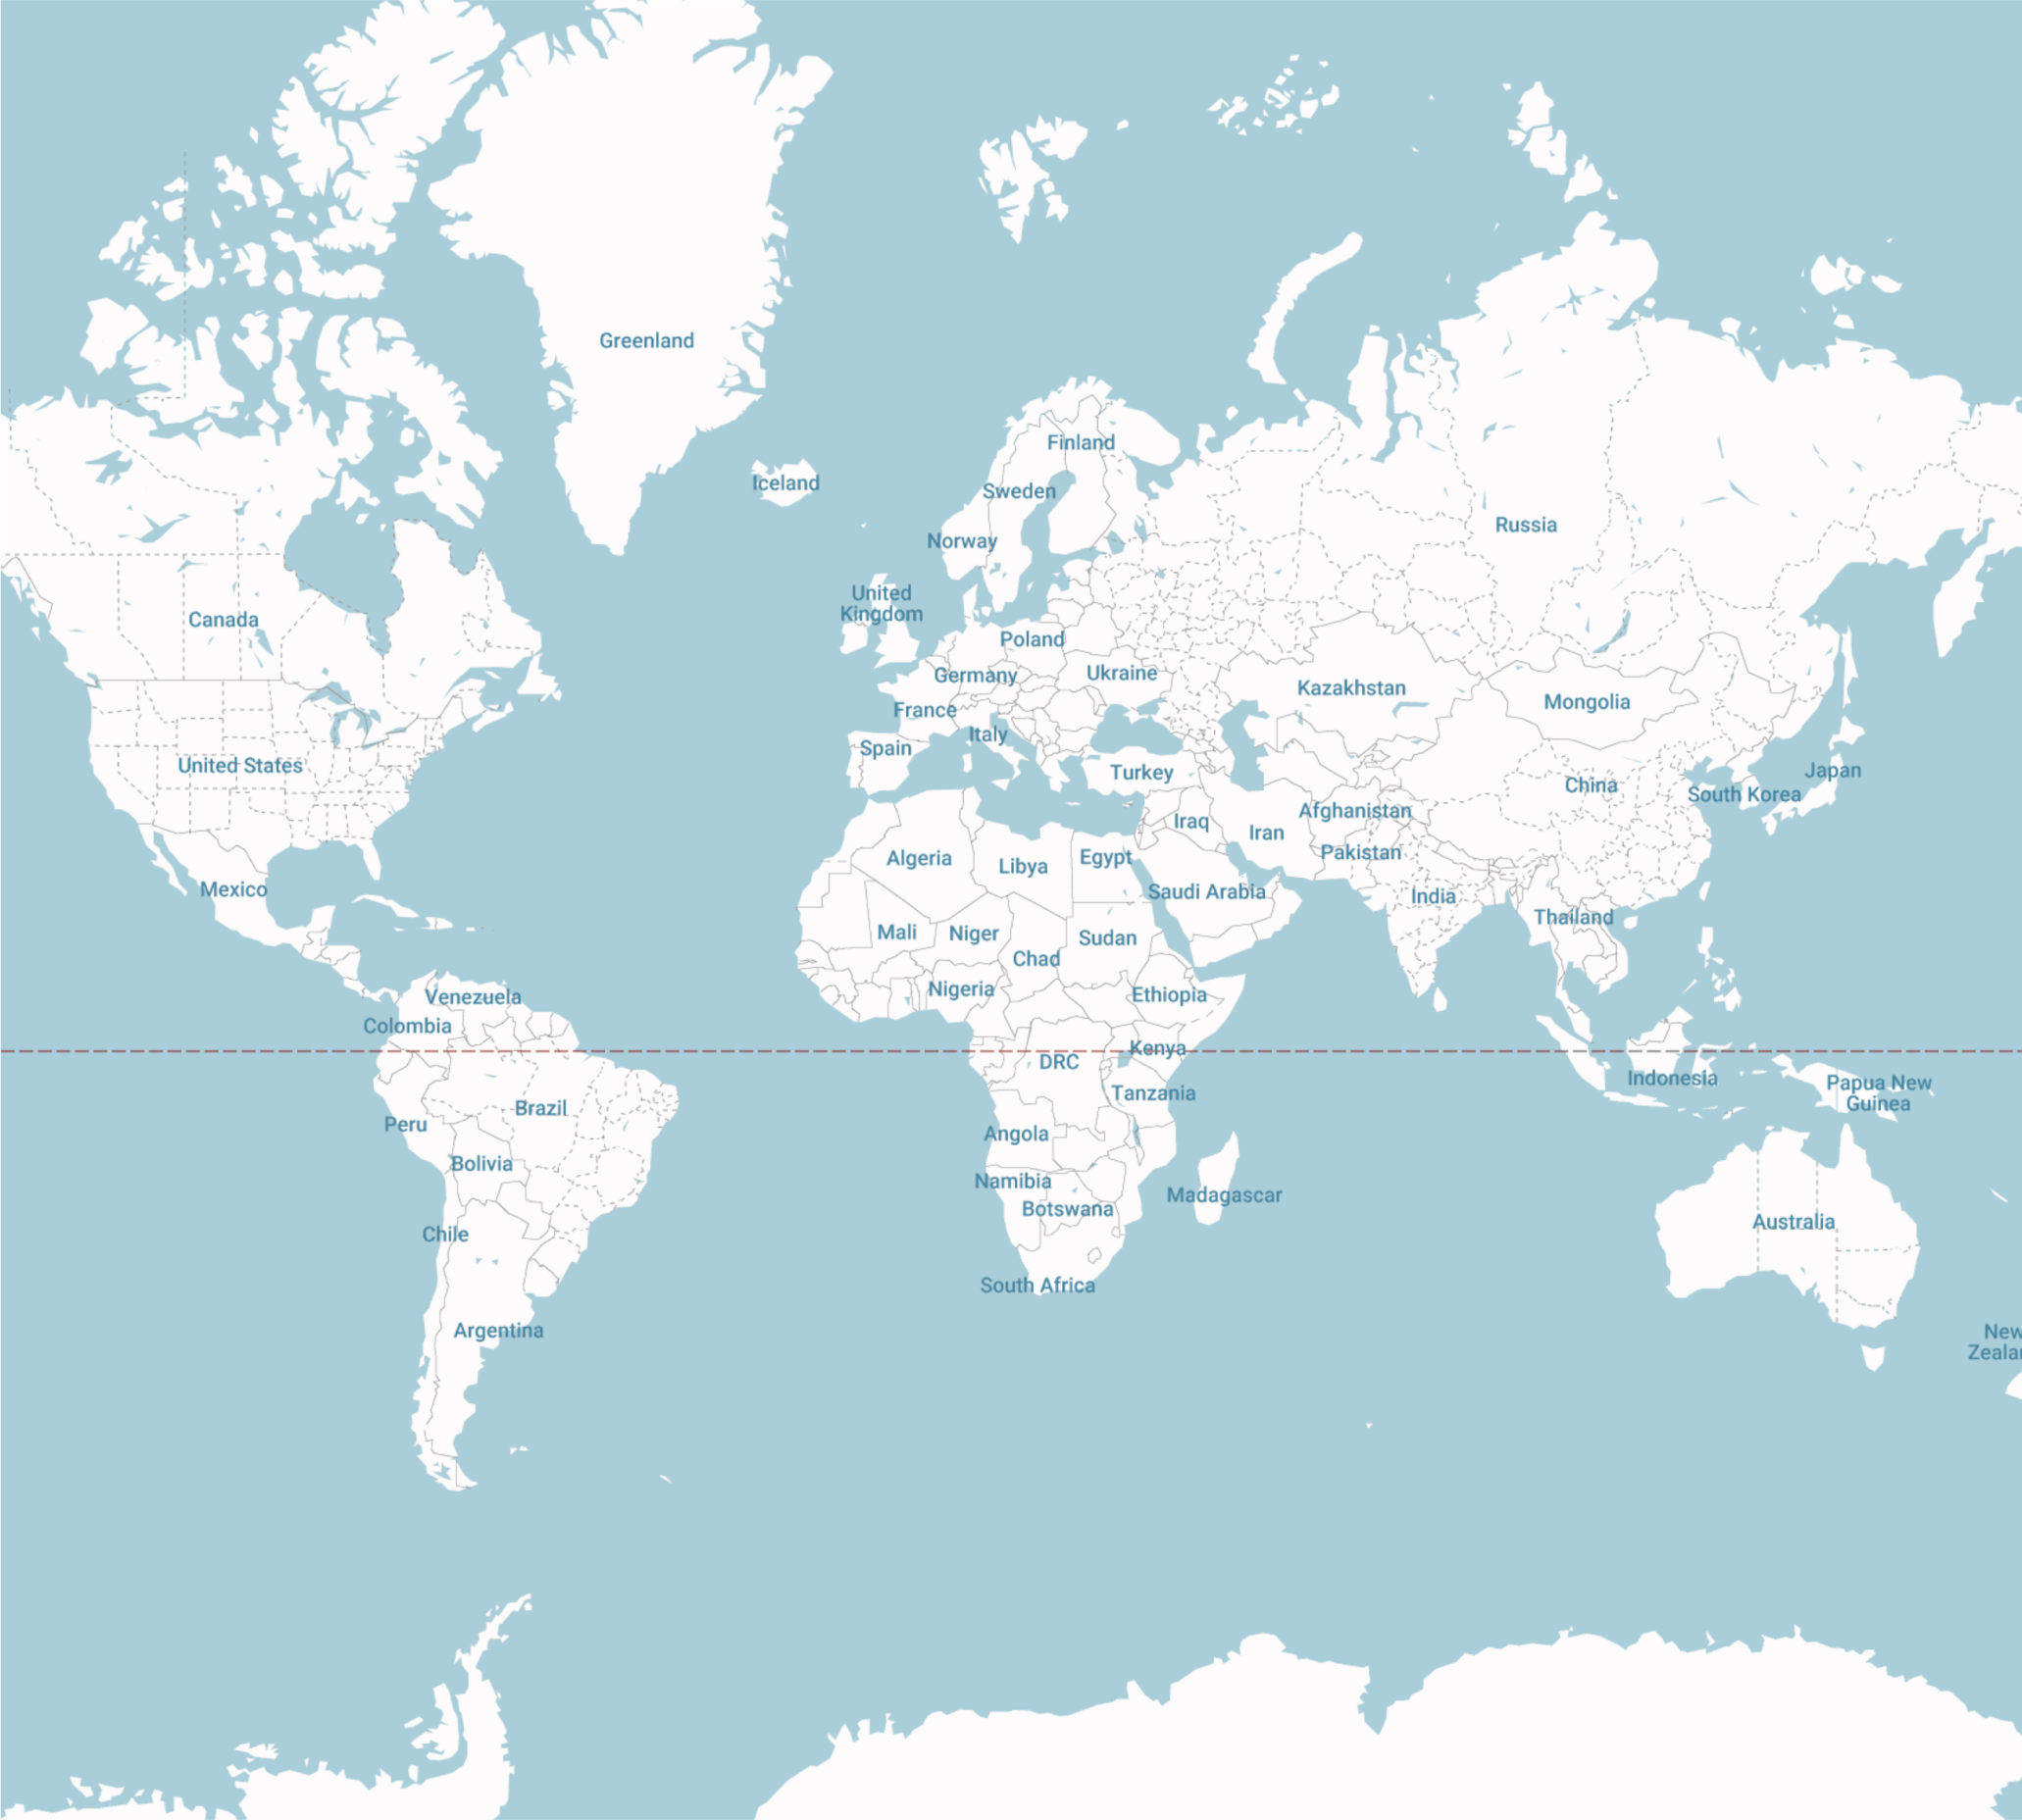 Greenland
Finland
Iceland
Sweden
Russia
Norway
United
Kingdom
Canada
Poland
Germany
Ukraine
Kazakhstan
Mongolia
France
Italy
Spain
United States
Turkey
Japan
China
South Korea
Afghanistan
Iraq
Iran
Pakistan
Algeria
Libya
Egypt
Mexico
Saudi Arabia
India
Thailand
Mali
Niger
Sudan
Chad
Nigeria
Ethiopia
Venezuela
Colombia
Kenya
DRC
Indonesia
Tanzania
Papua New
Guinea
Brazil
Peru
Angola
Bolivia
Namibia
Madagascar
Botswana
Australia
Chile
South Africa
Argentina
New
Zealan